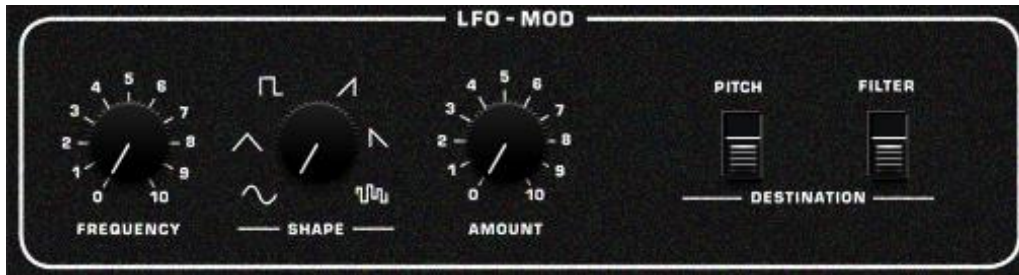 LFO - MOD
0 1 2 3 4 5 6 7 8 9 10
FREQUENCY
SHAPE
0 1 2 3 4 5 6 7 8 9 10
AMOUNT
PITCH
FILTER
DESTINATION